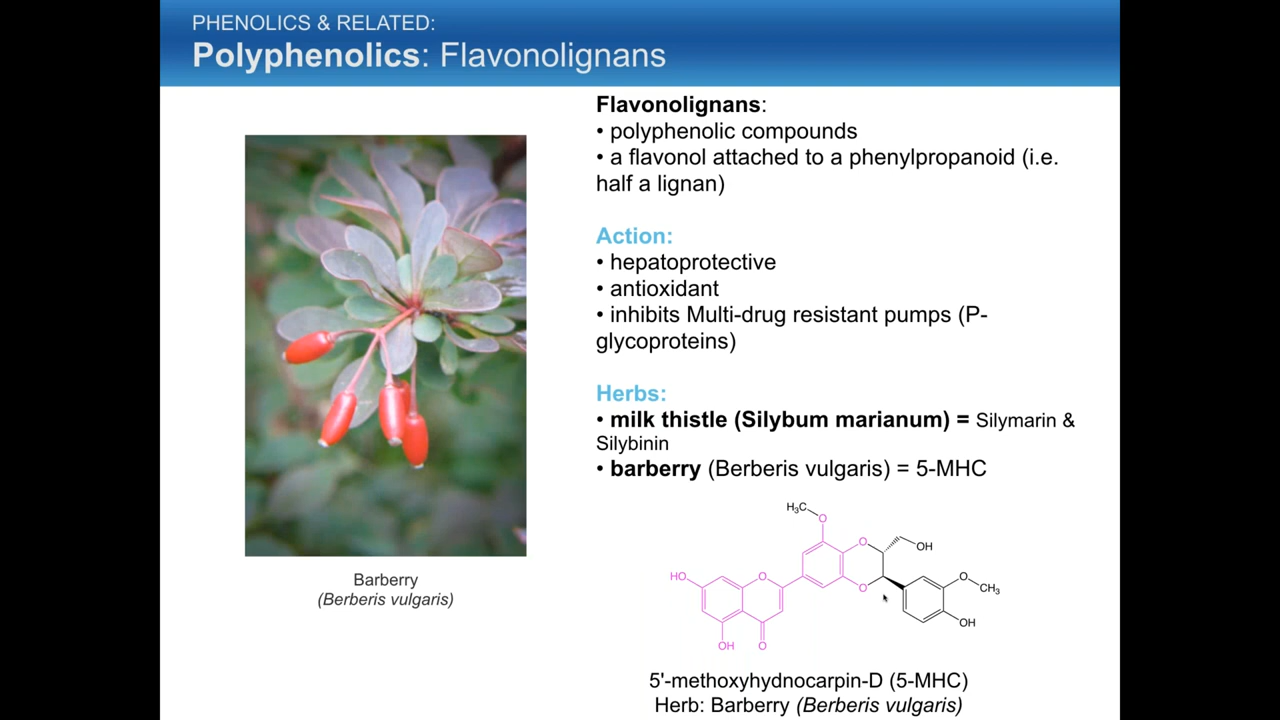 PHENOLICS & RELATED:
Polyphenolics: Flavonolignans
Flavonolignans:
• polyphenolic compounds
• a flavonol attached to a phenylpropanoid (i.e.
half a lignan)
Action:
• hepatoprotective
• antioxidant
• inhibits Multi-drug resistant pumps (P-
glycoproteins)
Herbs:
• milk thistle (Silybum marianum) = Silymarin &
Silybinin
• barberry (Berberis vulgaris) = 5-MHC
Barberry
(Berberis vulgaris)
H₃C
O
O
OH
HO
O
O
O
CH₃
OH
OH
O
5'-methoxyhydnocarpin-D (5-MHC)
Herb: Barberry (Berberis vulgaris)